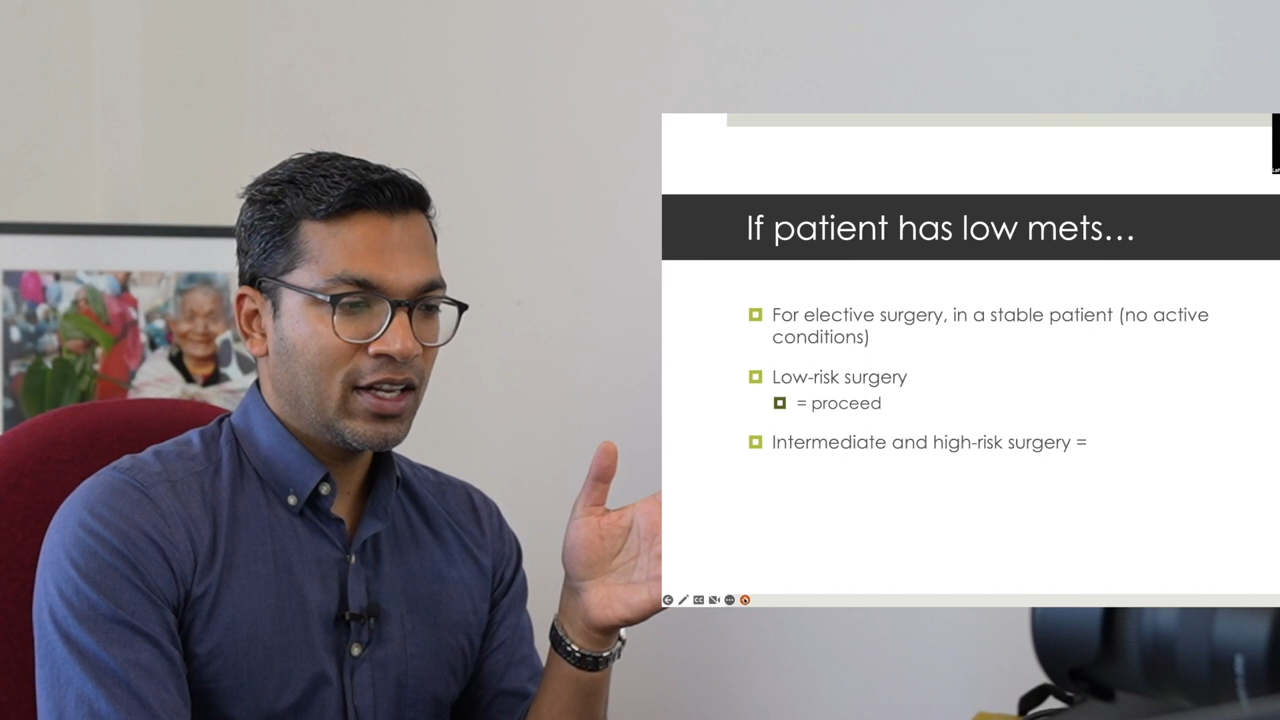 If patient has low mets...
For elective surgery, in a stable patient (no active
conditions)
Low-risk surgery
= proceed
Intermediate and high-risk surgery =